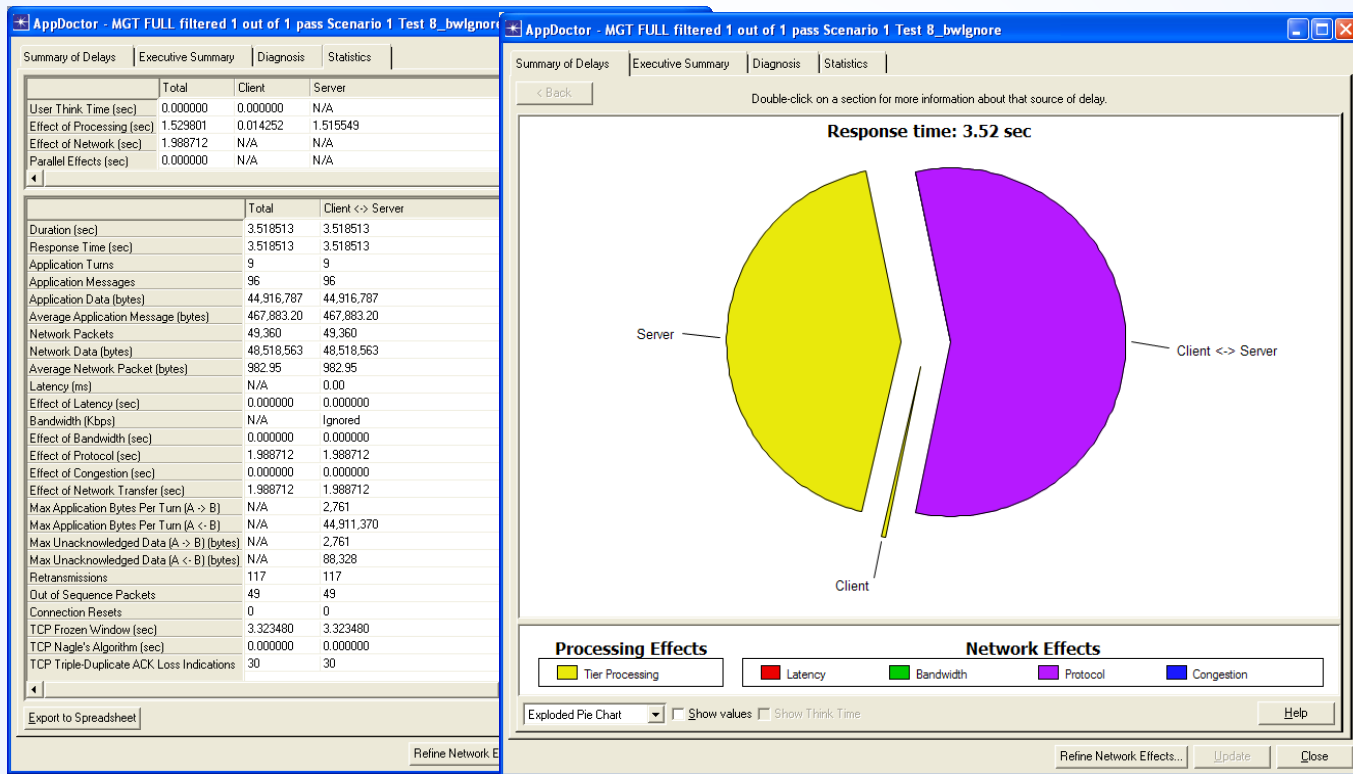 AppDoctor - MGT FULL filtered 1 out of 1 pass Scenario 1 Test 8_bwIgnore
Summary of Delays Executive Summary Diagnosis Statistics
Total Client Server
User Think Time (sec) 0.000000 0.000000 N/A
Effect of Processing (sec) 1.529801 0.014252 1.515549
Effect of Network (sec) 1.988712 N/A N/A
Parallel Effects (sec) 0.000000 N/A N/A
Total Client <-> Server
Duration (sec) 3.518513 3.518513
Response Time (sec) 3.518513 3.518513
Application Turns 9 9
Application Messages 96 96
Application Data (bytes) 44,916,787 44,916,787
Average Application Message (bytes) 467,883.20 467,883.20
Network Packets 49,360 49,360
Network Data (bytes) 48,518,563 48,518,563
Average Network Packet (bytes) 982.95 982.95
Latency (ms) N/A 0.00
Effect of Latency (sec) 0.000000 0.000000
Bandwidth (Kbps) N/A Ignored
Effect of Bandwidth (sec) 0.000000 0.000000
Effect of Protocol (sec) 1.988712 1.988712
Effect of Congestion (sec) 0.000000 0.000000
Effect of Network Transfer (sec) 1.988712 1.988712
Max Application Bytes Per Turn (A -> B) N/A 2,761
Max Application Bytes Per Turn (A <- B) N/A 44,911,370
Max Unacknowledged Data (A -> B) (bytes) N/A 2,761
Max Unacknowledged Data (A <- B) (bytes) N/A 88,328
Retransmissions 117 117
Out of Sequence Packets 49 49
Connection Resets 0 0
TCP Frozen Window (sec) 3.323480 3.323480
TCP Nagle's Algorithm (sec) 0.000000 0.000000
TCP Triple-Duplicate ACK Loss Indications 30 30
Export to Spreadsheet
Refine Network E
AppDoctor - MGT FULL filtered 1 out of 1 pass Scenario 1 Test 8_bwIgnore
Summary of Delays Executive Summary Diagnosis Statistics
< Back Double-click on a section for more information about that source of delay.
Response time: 3.52 sec
Server
Client <-> Server
Client
Processing Effects Network Effects
Tier Processing Latency Bandwidth Protocol Congestion
Exploded Pie Chart Show values Show Think Time Help
Refine Network Effects... Update Close